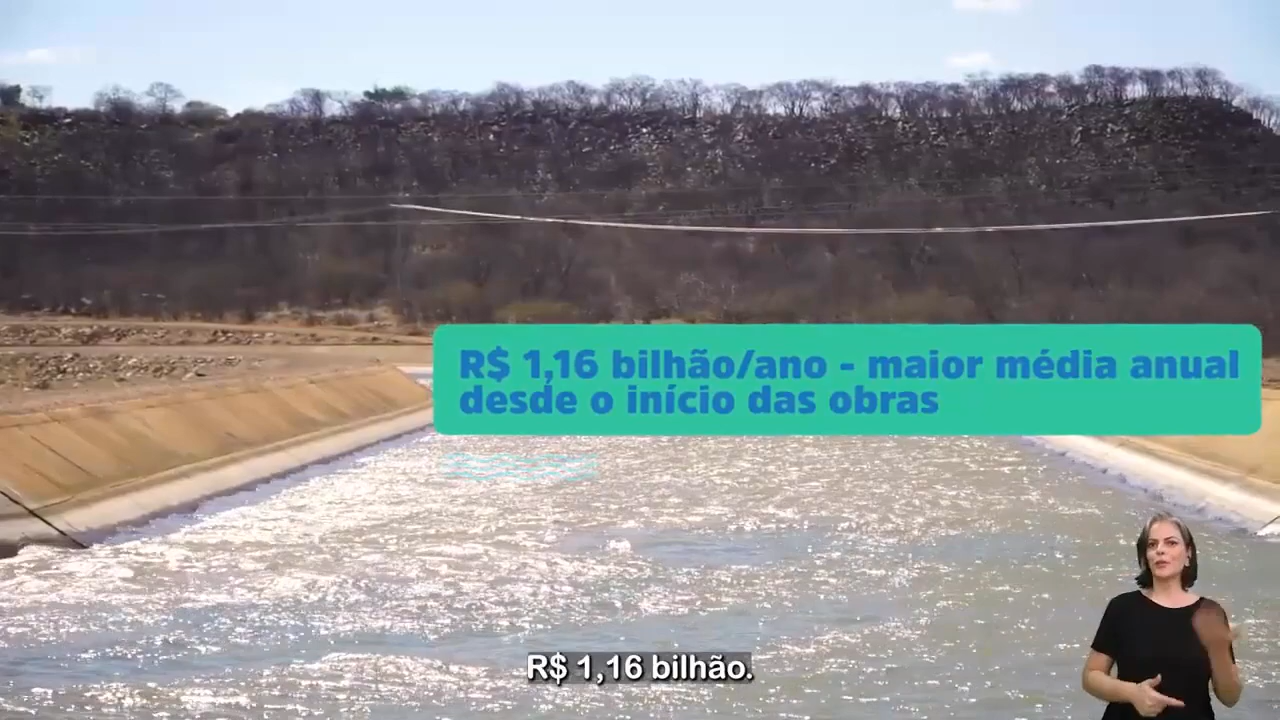 R$ 1,16 bilhão/ano - maior média anual
desde o início das obras
R$ 1,16 bilhão.